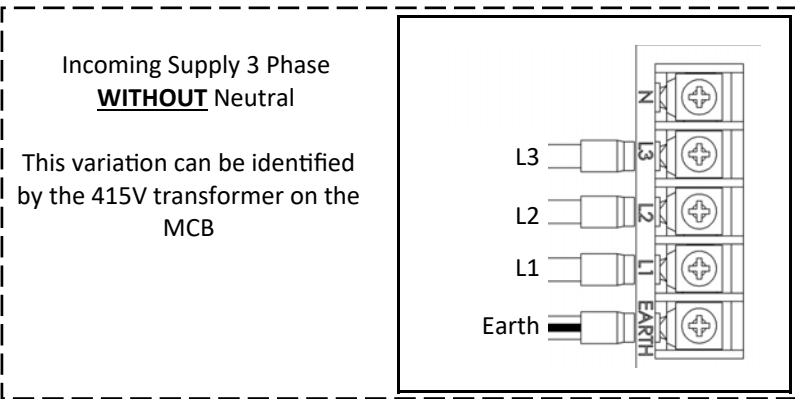 Incoming Supply 3 Phase
WITHOUT Neutral
This variation can be identified
by the 415V transformer on the
MCB
N
L3 L3
L2 L2
L1 L1
Earth EARTH